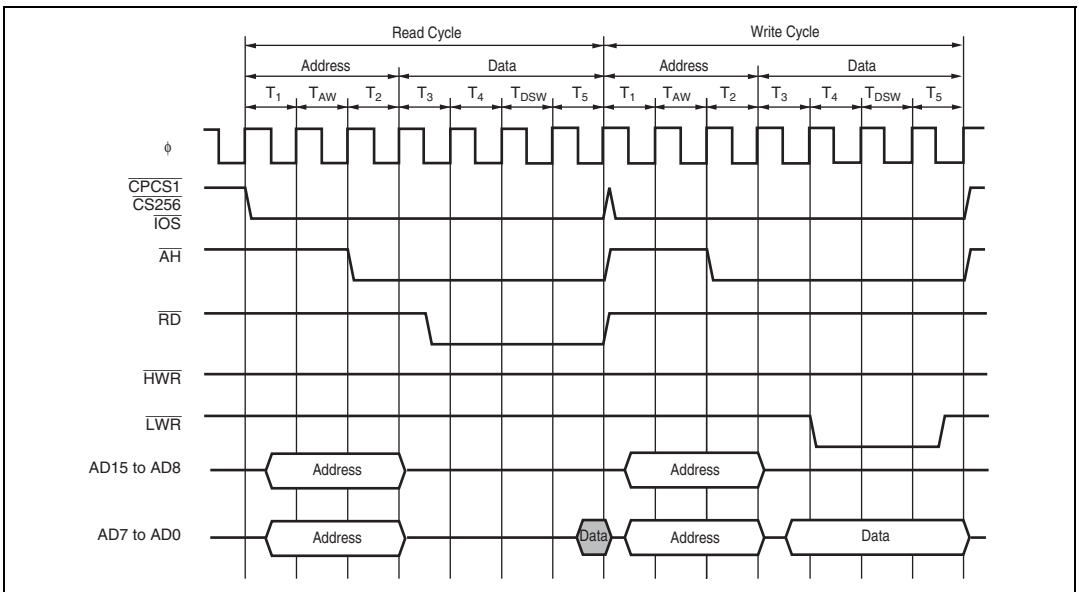 Read Cycle Write Cycle
Address Data Address Data
T1 TAW T2 T3 T4 TDSW T5 T1 TAW T2 T3 T4 TDSW T5
ϕ
CPCS1
CS256
IOS
AH
RD
HWR
LWR
AD15 to AD8 Address Address
AD7 to AD0 Address Data Address Data